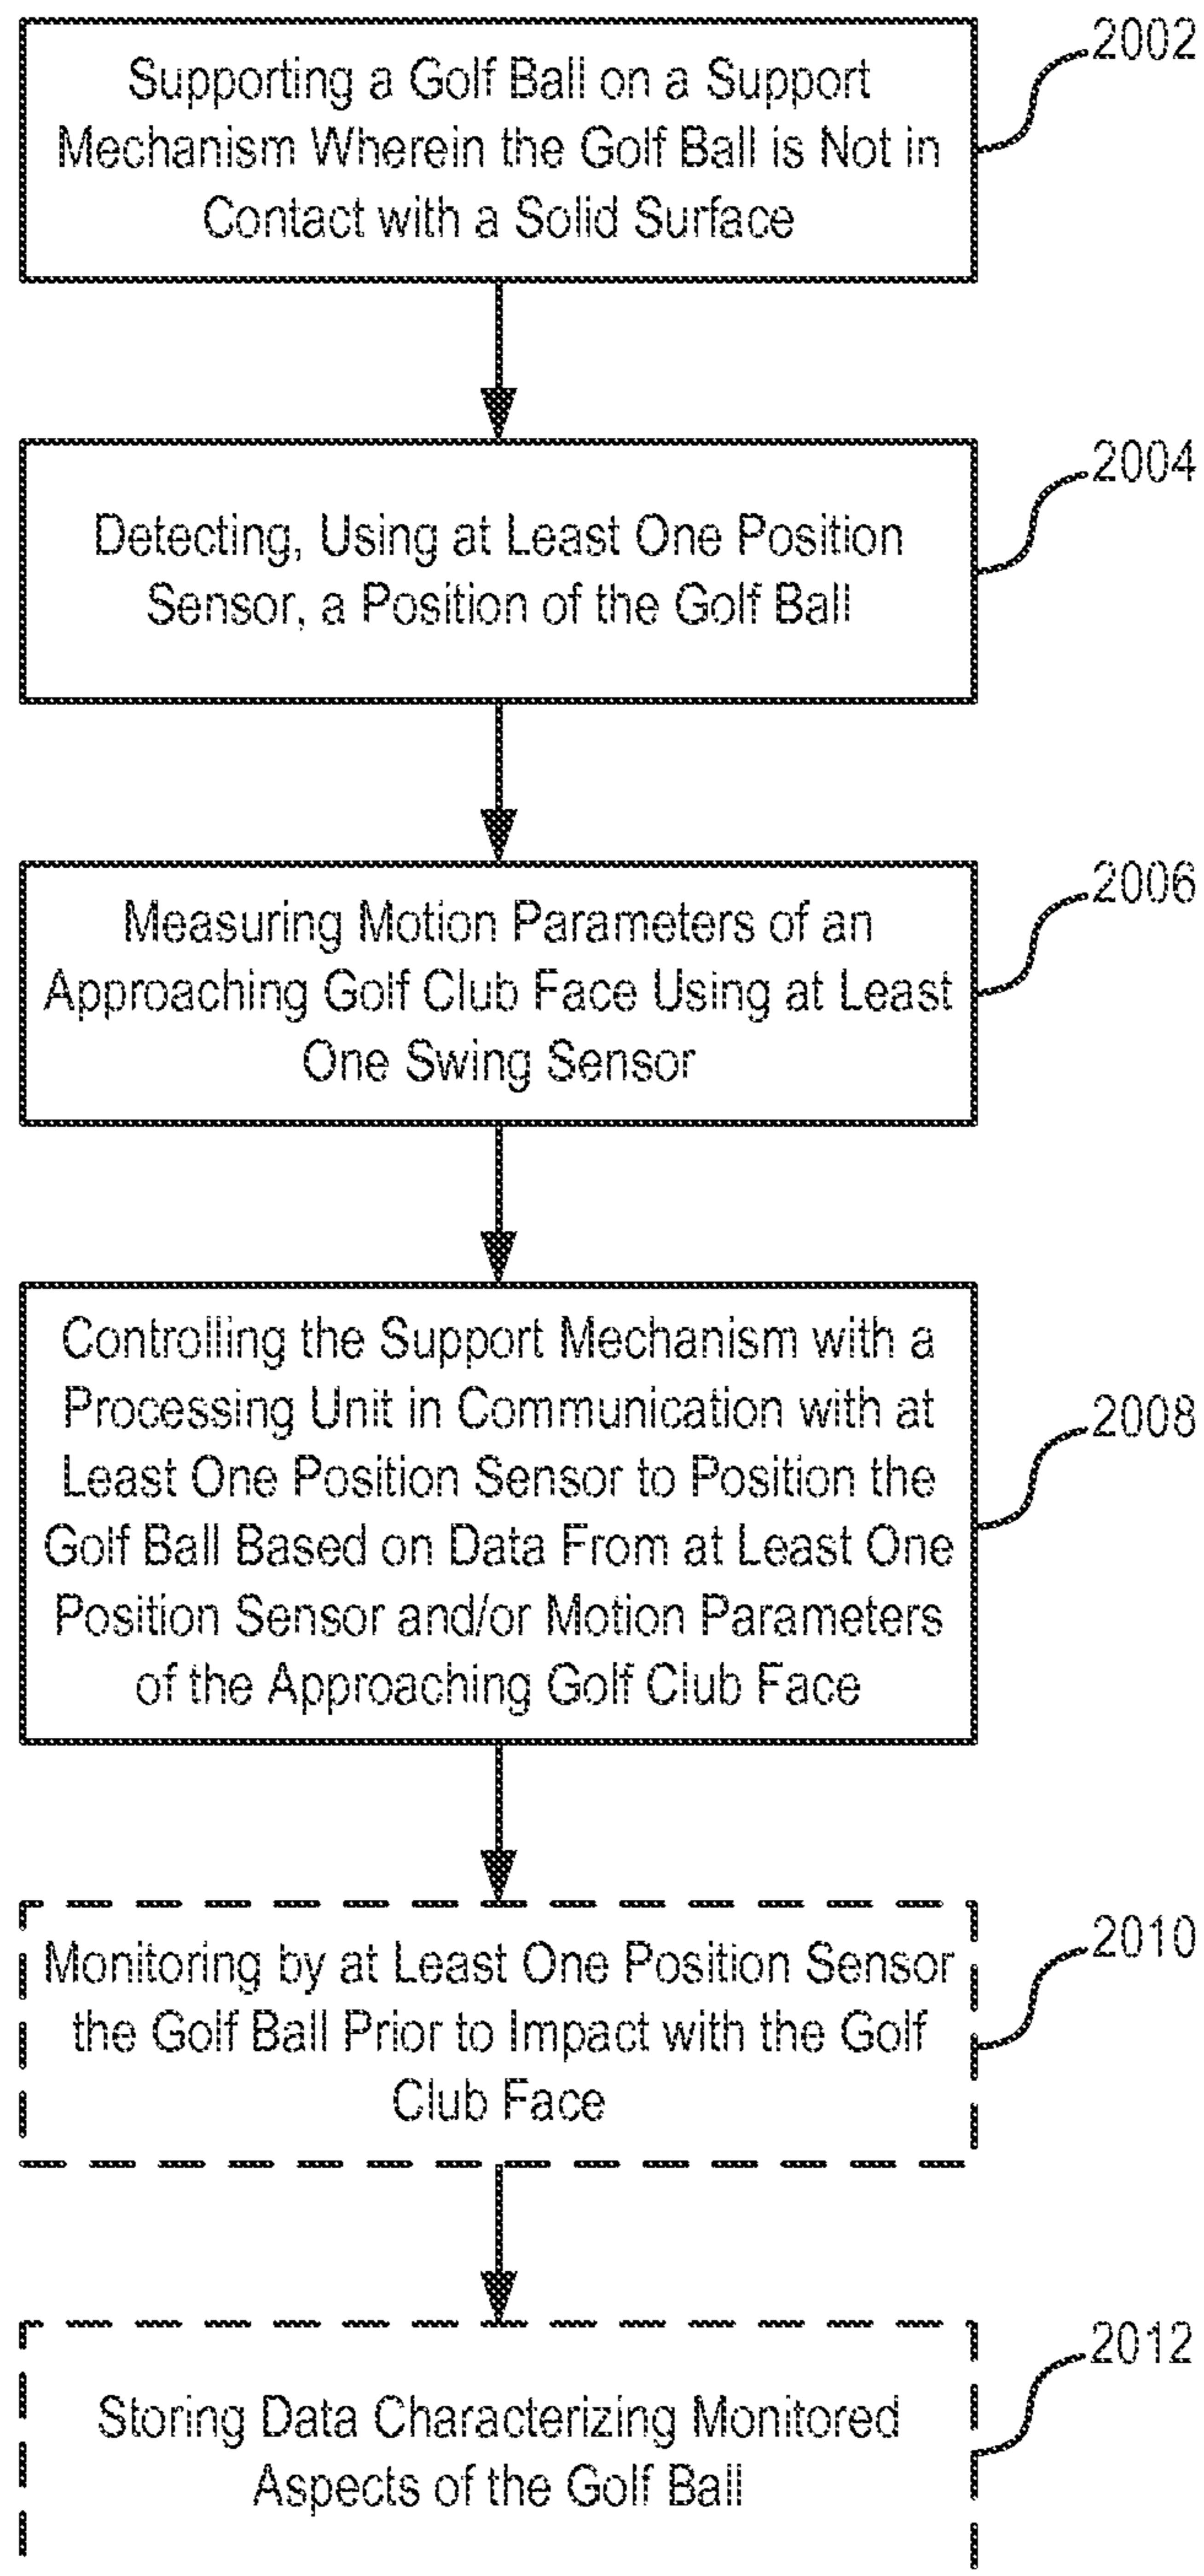 2002
Supporting a Golf Ball on a Support
Mechanism Wherein the Golf Ball is Not in
Contact with a Solid Surface
2004
Detecting, Using at Least One Position
Sensor, a Position of the Golf Ball
2006
Measuring Motion Parameters of an
Approaching Golf Club Face Using at Least
One Swing Sensor
2008
Controlling the Support Mechanism with a
Processing Unit in Communication with at
Least One Position Sensor to Position the
Golf Ball Based on Data From at Least One
Position Sensor and/or Motion Parameters
of the Approaching Golf Club Face
2010
Monitoring by at Least One Position Sensor
the Golf Ball Prior to Impact with the Golf
Club Face
2012
Storing Data Characterizing Monitored
Aspects of the Golf Ball